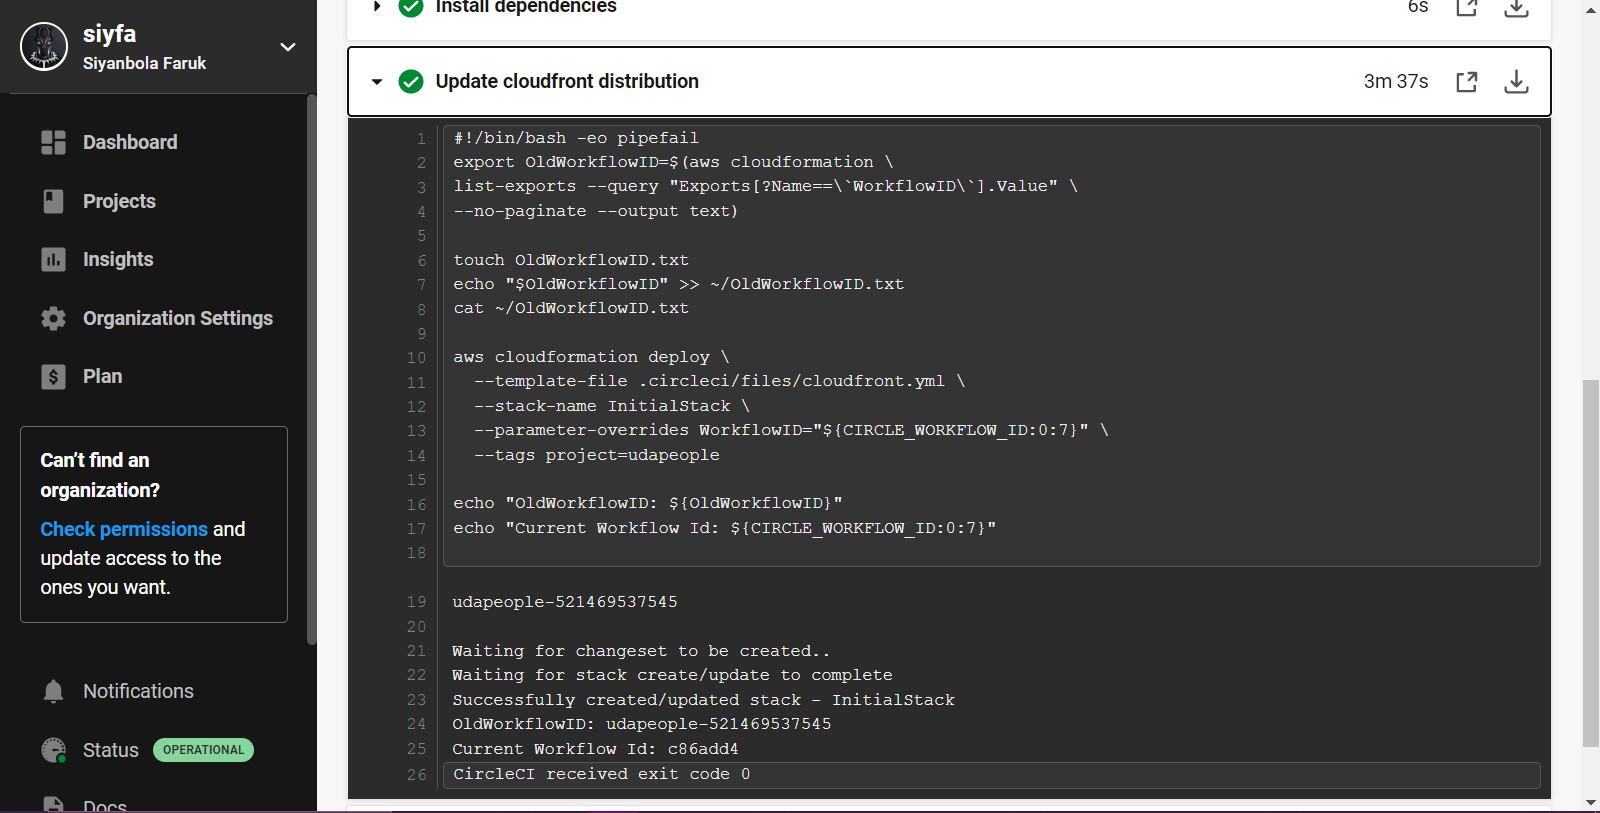 siyfa
Siyanbola Faruk
Dashboard
Projects
Insights
Organization Settings
Plan
Can’t find an
organization?
Check permissions and
update access to the
ones you want.
Notifications
Status OPERATIONAL
Docs
Install dependencies 6s
Update cloudfront distribution 3m 37s
1 #!/bin/bash -eo pipefail
2 export OldWorkflowID=$(aws cloudformation \
3 list-exports --query "Exports[?Name==\`WorkflowID\`].Value" \
4 --no-paginate --output text)
5
6 touch OldWorkflowID.txt
7 echo "$OldWorkflowID" >> ~/OldWorkflowID.txt
8 cat ~/OldWorkflowID.txt
9
10 aws cloudformation deploy \
11   --template-file .circleci/files/cloudfront.yml \
12   --stack-name InitialStack \
13   --parameter-overrides WorkflowID="${CIRCLE_WORKFLOW_ID:0:7}" \
14   --tags project=udapeople
15
16 echo "OldWorkflowID: ${OldWorkflowID}"
17 echo "Current Workflow Id: ${CIRCLE_WORKFLOW_ID:0:7}"
18
19 udapeople-521469537545
20
21 Waiting for changeset to be created..
22 Waiting for stack create/update to complete
23 Successfully created/updated stack - InitialStack
24 OldWorkflowID: udapeople-521469537545
25 Current Workflow Id: c86add4
26 CircleCI received exit code 0